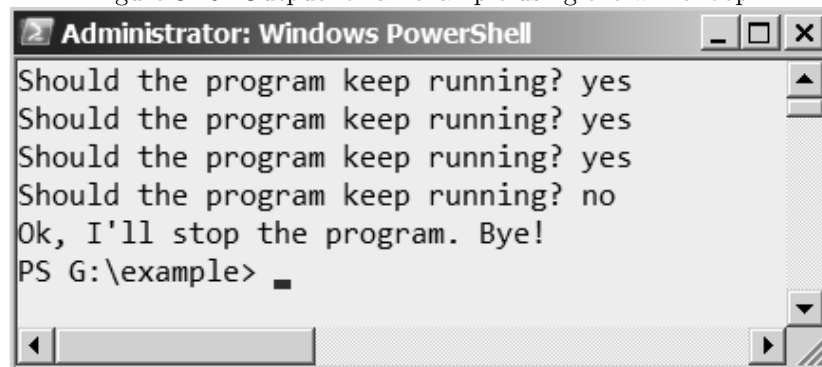 Administrator: Windows PowerShell
Should the program keep running? yes
Should the program keep running? yes
Should the program keep running? yes
Should the program keep running? no
Ok, I'll stop the program. Bye!
PS G:\example>